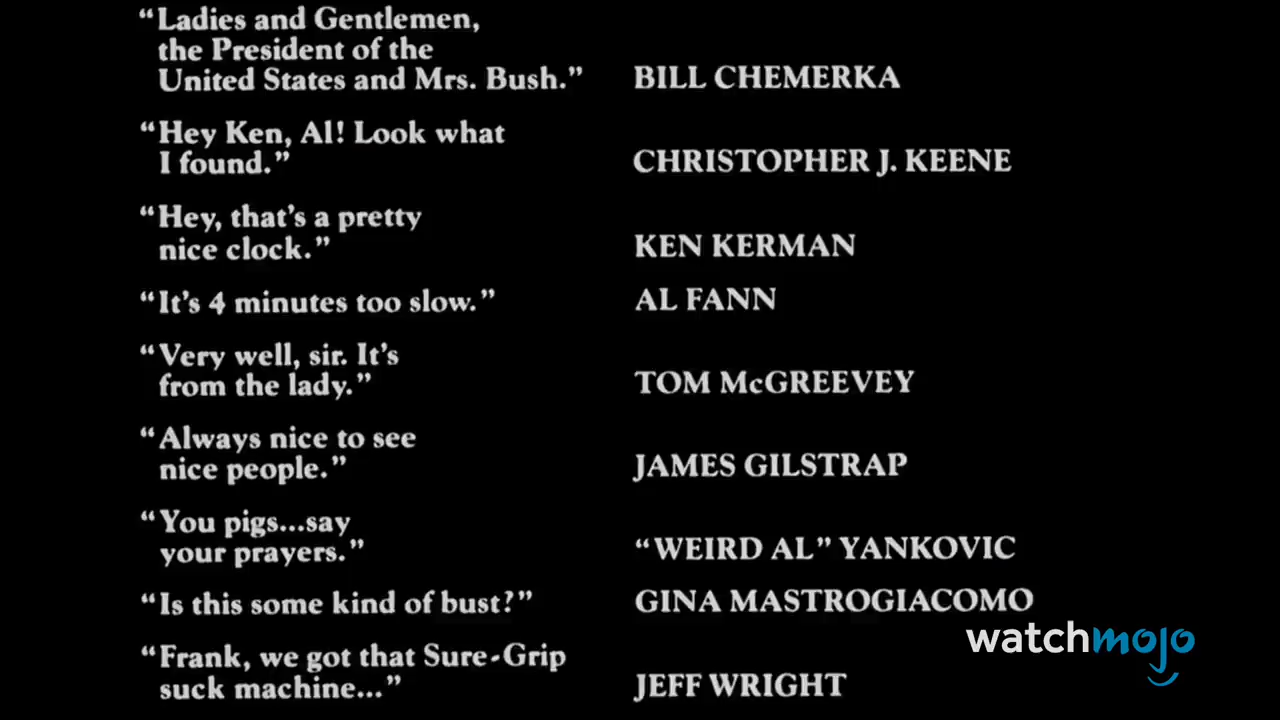 “Ladies and Gentlemen,
the President of the
United States and Mrs. Bush.” BILL CHEMERKA
“Hey Ken, Al! Look what
I found.” CHRISTOPHER J. KEENE
“Hey, that’s a pretty
nice clock.” KEN KERMAN
“It’s 4 minutes too slow.” AL FANN
“Very well, sir. It’s
from the lady.” TOM McGREEVEY
“Always nice to see
nice people.” JAMES GILSTRAP
“You pigs...say
your prayers.” “WEIRD AL” YANKOVIC
“Is this some kind of bust?” GINA MASTROGIACOMO
“Frank, we got that Sure-Grip
suck machine...” JEFF WRIGHT
watchmojo